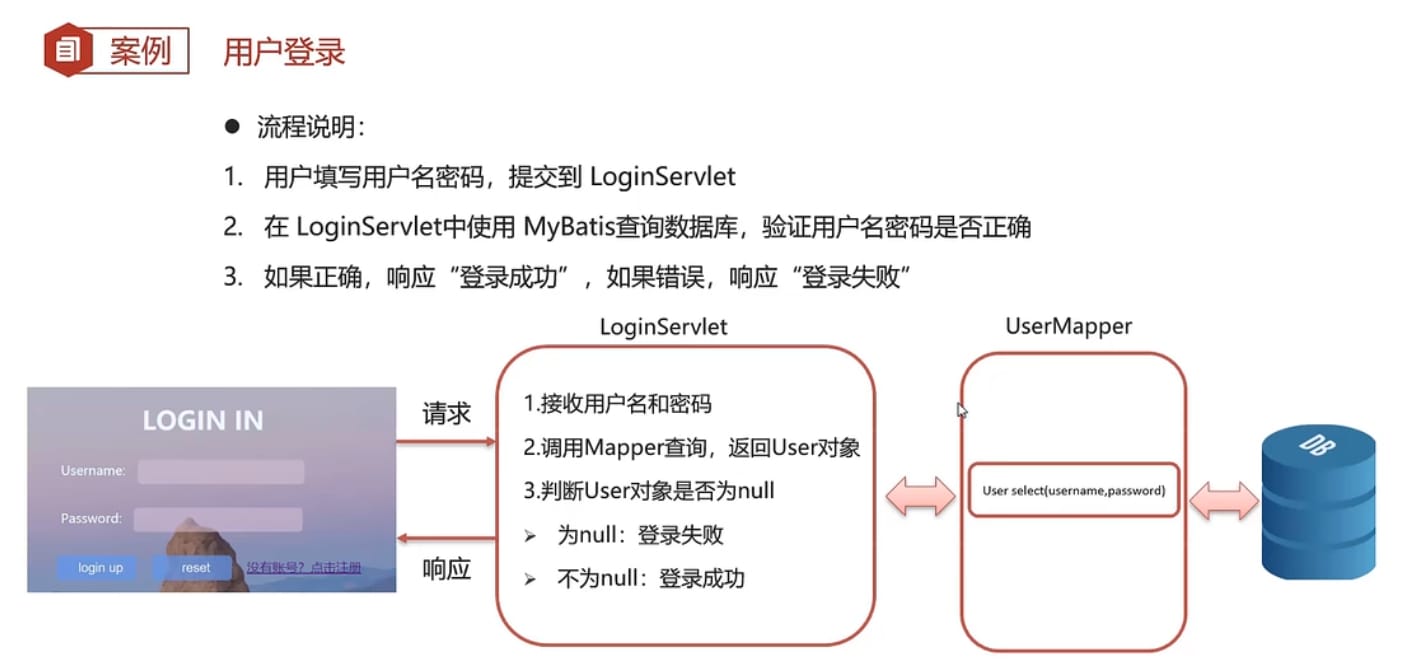 案例
用户登录
● 流程说明：
1. 用户填写用户名密码，提交到 LoginServlet
2. 在 LoginServlet中使用 MyBatis查询数据库，验证用户名密码是否正确
3. 如果正确，响应“登录成功”，如果错误，响应“登录失败”
LoginServlet
UserMapper
LOGIN IN
Username:
Password:
login up
reset
没有账号？点击注册
请求
响应
1.接收用户名和密码
2.调用Mapper查询，返回User对象
3.判断User对象是否为null
➢ 为null：登录失败
➢ 不为null：登录成功
User select(username,password)
DB